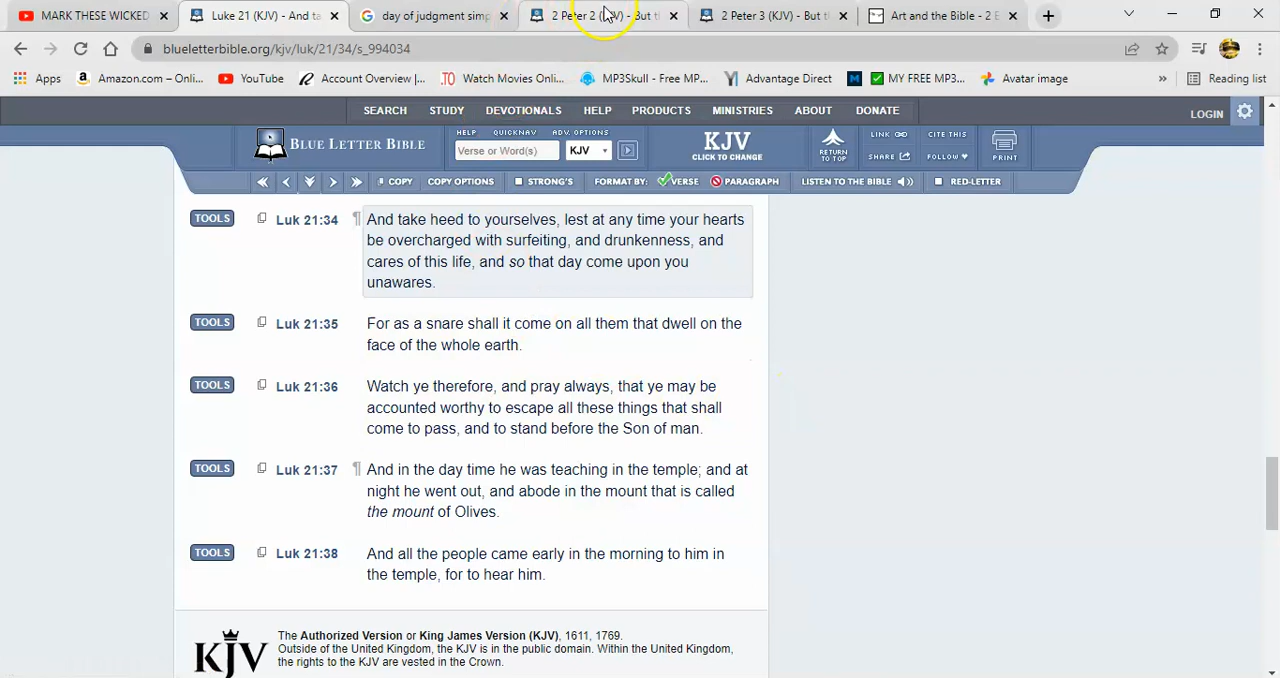 MARK THESE WICKED
Luke 21 (KJV) - And ta
day of judgment simp
2 Peter 2 (KJV) - But t
2 Peter 3 (KJV) - But t
Art and the Bible - 2 E
blueletterbible.org/kjv/luk/21/34/s_994034
Apps Amazon.com – Onli... YouTube Account Overview |... Watch Movies Onlin... MP3Skull - Free MP... Advantage Direct MY FREE MP3... Avatar image » Reading list
SEARCH STUDY DEVOTIONALS HELP PRODUCTS MINISTRIES ABOUT DONATE LOGIN
HELP QUICKNAV ADV. OPTIONS
BLUE LETTER BIBLE
Verse or Word(s) KJV
KJV
CLICK TO CHANGE
RETURN
TO TOP
LINK CITE THIS
SHARE FOLLOW PRINT
COPY COPY OPTIONS STRONG'S FORMAT BY: VERSE PARAGRAPH LISTEN TO THE BIBLE RED-LETTER
TOOLS Luk 21:34 ¶ And take heed to yourselves, lest at any time your hearts
be overcharged with surfeiting, and drunkenness, and
cares of this life, and so that day come upon you
unawares.
TOOLS Luk 21:35 For as a snare shall it come on all them that dwell on the
face of the whole earth.
TOOLS Luk 21:36 Watch ye therefore, and pray always, that ye may be
accounted worthy to escape all these things that shall
come to pass, and to stand before the Son of man.
TOOLS Luk 21:37 ¶ And in the day time he was teaching in the temple; and at
night he went out, and abode in the mount that is called
the mount of Olives.
TOOLS Luk 21:38 And all the people came early in the morning to him in
the temple, for to hear him.
KJV
The Authorized Version or King James Version (KJV), 1611, 1769.
Outside of the United Kingdom, the KJV is in the public domain. Within the United Kingdom,
the rights to the KJV are vested in the Crown.